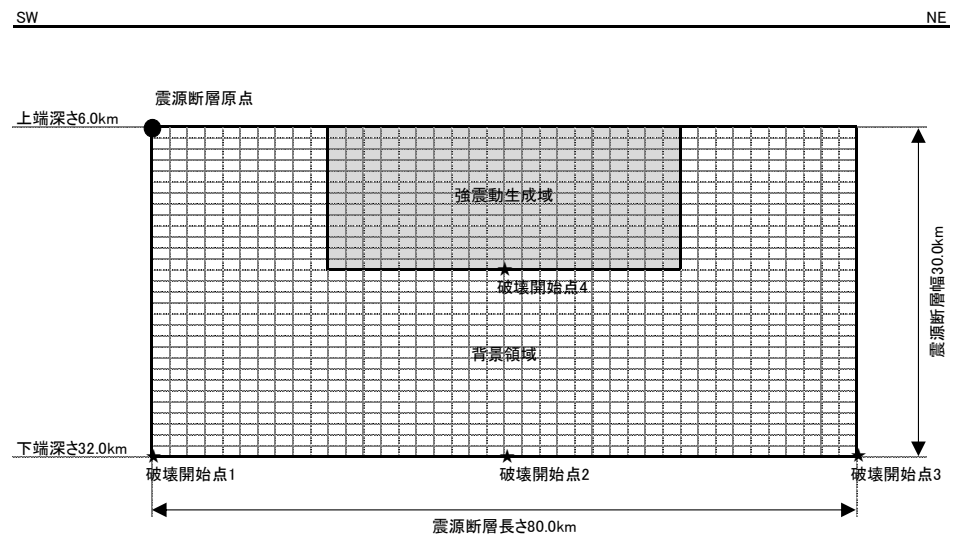 SW
NE
震源断層原点
上端深さ6.0km
強震動生成域
破壊開始点4
震源断層幅30.0km
背景領域
下端深さ32.0km
破壊開始点1
破壊開始点2
破壊開始点3
震源断層長さ80.0km